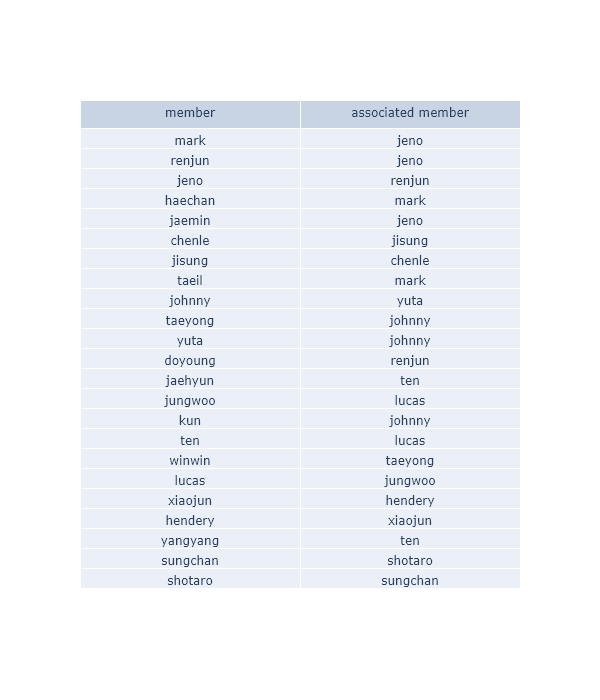 member associated member
mark jeno
renjun jeno
jeno renjun
haechan mark
jaemin jeno
chenle jisung
jisung chenle
taeil mark
johnny yuta
taeyong johnny
yuta johnny
doyoung renjun
jaehyun ten
jungwoo lucas
kun johnny
ten lucas
winwin taeyong
lucas jungwoo
xiaojun hendery
hendery xiaojun
yangyang ten
sungchan shotaro
shotaro sungchan